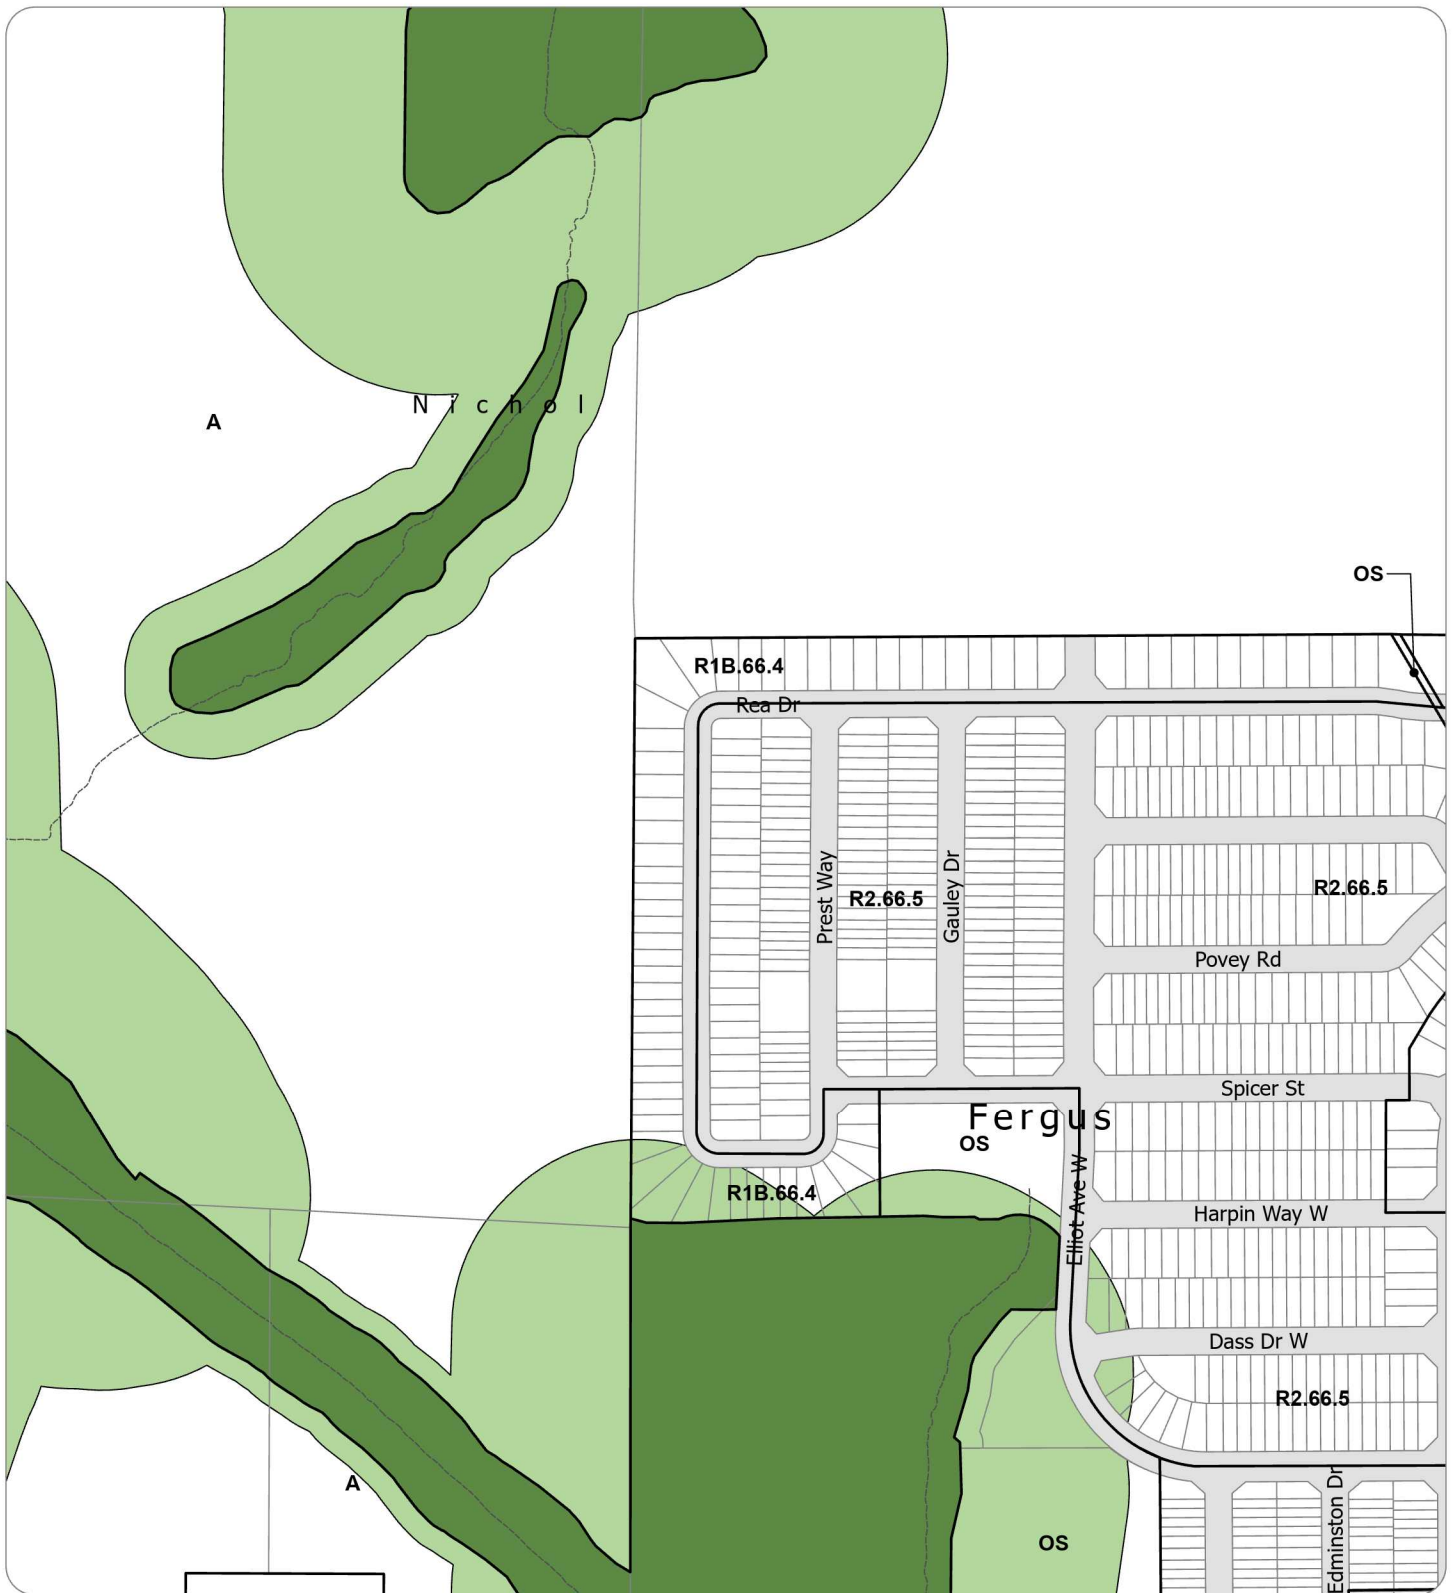 Nichol
A
OS
R1B.66.4
Rea Dr
Prest Way
R2.66.5
Gauley Dr
R2.66.5
Povey Rd
Spicer St
Fergus
OS
Elliot Ave W
R1B.66.4
Harpin Way W
Dass Dr W
R2.66.5
A
Edminston Dr
OS